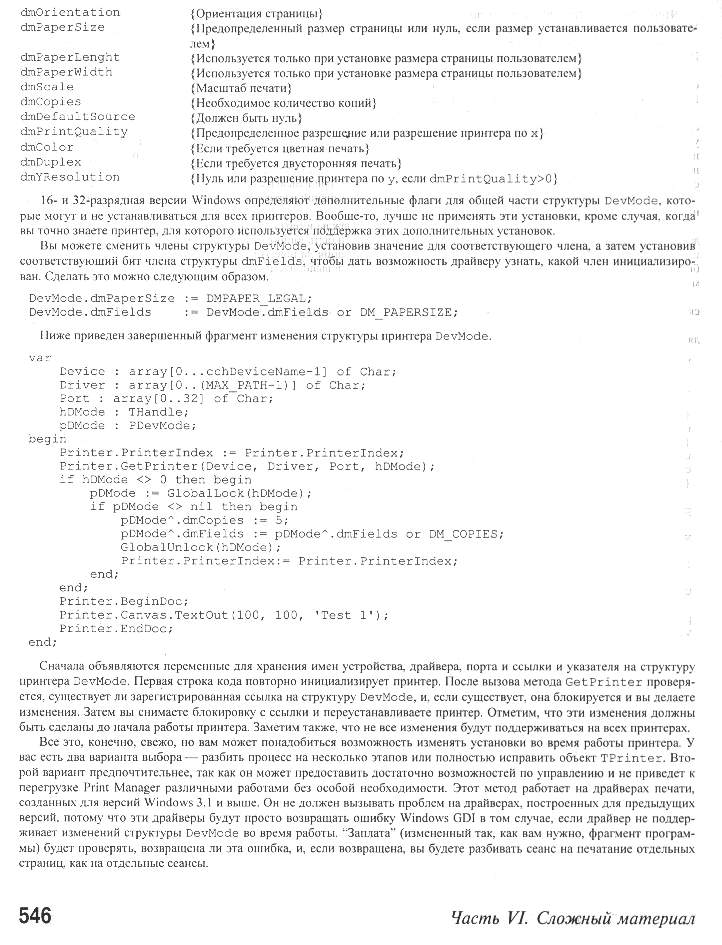 dmOrientation {Ориентация страницы}
dmPaperSize {Предопределенный размер страницы или нуль, если размер устанавливается пользовате-
лем}
dmPaperLenght {Используется только при установке размера страницы пользователем}
dmPaperWidth {Используется только при установке размера страницы пользователем}
dmScale {Масштаб печати}
dmCopies {Необходимое количество копий}
dmDefaultSource {Должен быть нуль}
dmPrintQuality {Предопределенное разрешение или разрешение принтера по x}
dmColor {Если требуется цветная печать}
dmDuplex {Если требуется двусторонняя печать}
dmYResolution {Нуль или разрешение принтера по y, если dmPrintQuality>0}
16- и 32-разрядная версии Windows определяют дополнительные флаги для общей части структуры DevMode, кото-
рые могут и не устанавливаться для всех принтеров. Вообще-то, лучше не применять эти установки, кроме случая, когда
вы точно знаете принтер, для которого используется поддержка этих дополнительных установок.
Вы можете сменить члены структуры DevMode, установив значение для соответствующего члена, а затем установив
соответствующий бит члена структуры dmFields, чтобы дать возможность драйверу узнать, какой член инициализиро-
ван. Сделать это можно следующим образом.
DevMode.dmPaperSize := DMPAPER_LEGAL;
DevMode.dmFields := DevMode.dmFields or DM_PAPERSIZE;
Ниже приведен завершенный фрагмент изменения структуры принтера DevMode.
var
Device : array[0...cchDeviceName-1] of Char;
Driver : array[0..(MAX_PATH-1)] of Char;
Port : array[0..32] of Char;
hDMode : THandle;
pDMode : PDevMode;
begin
Printer.PrinterIndex := Printer.PrinterIndex;
Printer.GetPrinter(Device, Driver, Port, hDMode);
if hDMode <> 0 then begin
pDMode := GlobalLock(hDMode);
if pDMode <> nil then begin
pDMode^.dmCopies := 5;
pDMode^.dmFields := pDMode^.dmFields or DM_COPIES;
GlobalUnlock(hDMode);
Printer.PrinterIndex:= Printer.PrinterIndex;
end;
end;
Printer.BeginDoc;
Printer.Canvas.TextOut(100, 100, 'Test 1');
Printer.EndDoc;
end;
Сначала объявляются переменные для хранения имен устройства, драйвера, порта и ссылки и указателя на структуру
принтера DevMode. Первая строка кода повторно инициализирует принтер. После вызова метода GetPrinter проверя-
ется, существует ли зарегистрированная ссылка на структуру DevMode, и, если существует, она блокируется и вы делаете
изменения. Затем вы снимаете блокировку с ссылки и переустанавливаете принтер. Отметим, что эти изменения должны
быть сделаны до начала работы принтера. Заметим также, что не все изменения будут поддерживаться на всех принтерах.
Все это, конечно, свежо, но вам может понадобиться возможность изменять установки во время работы принтера. У
вас есть два варианта выбора — разбить процесс на несколько этапов или полностью исправить объект TPrinter. Вто-
рой вариант предпочтительнее, так как он может предоставить достаточно возможностей по управлению и не приведет к
перегрузке Print Manager различными работами без особой необходимости. Этот метод работает на драйверах печати,
созданных для версий Windows 3.1 и выше. Он не должен вызывать проблем на драйверах, построенных для предыдущих
версий, потому что эти драйверы будут просто возвращать ошибку Windows GDI в том случае, если драйвер не поддер-
живает изменений структуры DevMode во время работы. “Заплата” (измененный так, как вам нужно, фрагмент програм-
мы) будет проверять, возвращена ли эта ошибка, и, если возвращена, вы будете разбивать сеанс на печатание отдельных
страниц, как на отдельные сеансы.
546 Часть VI. Сложный материал